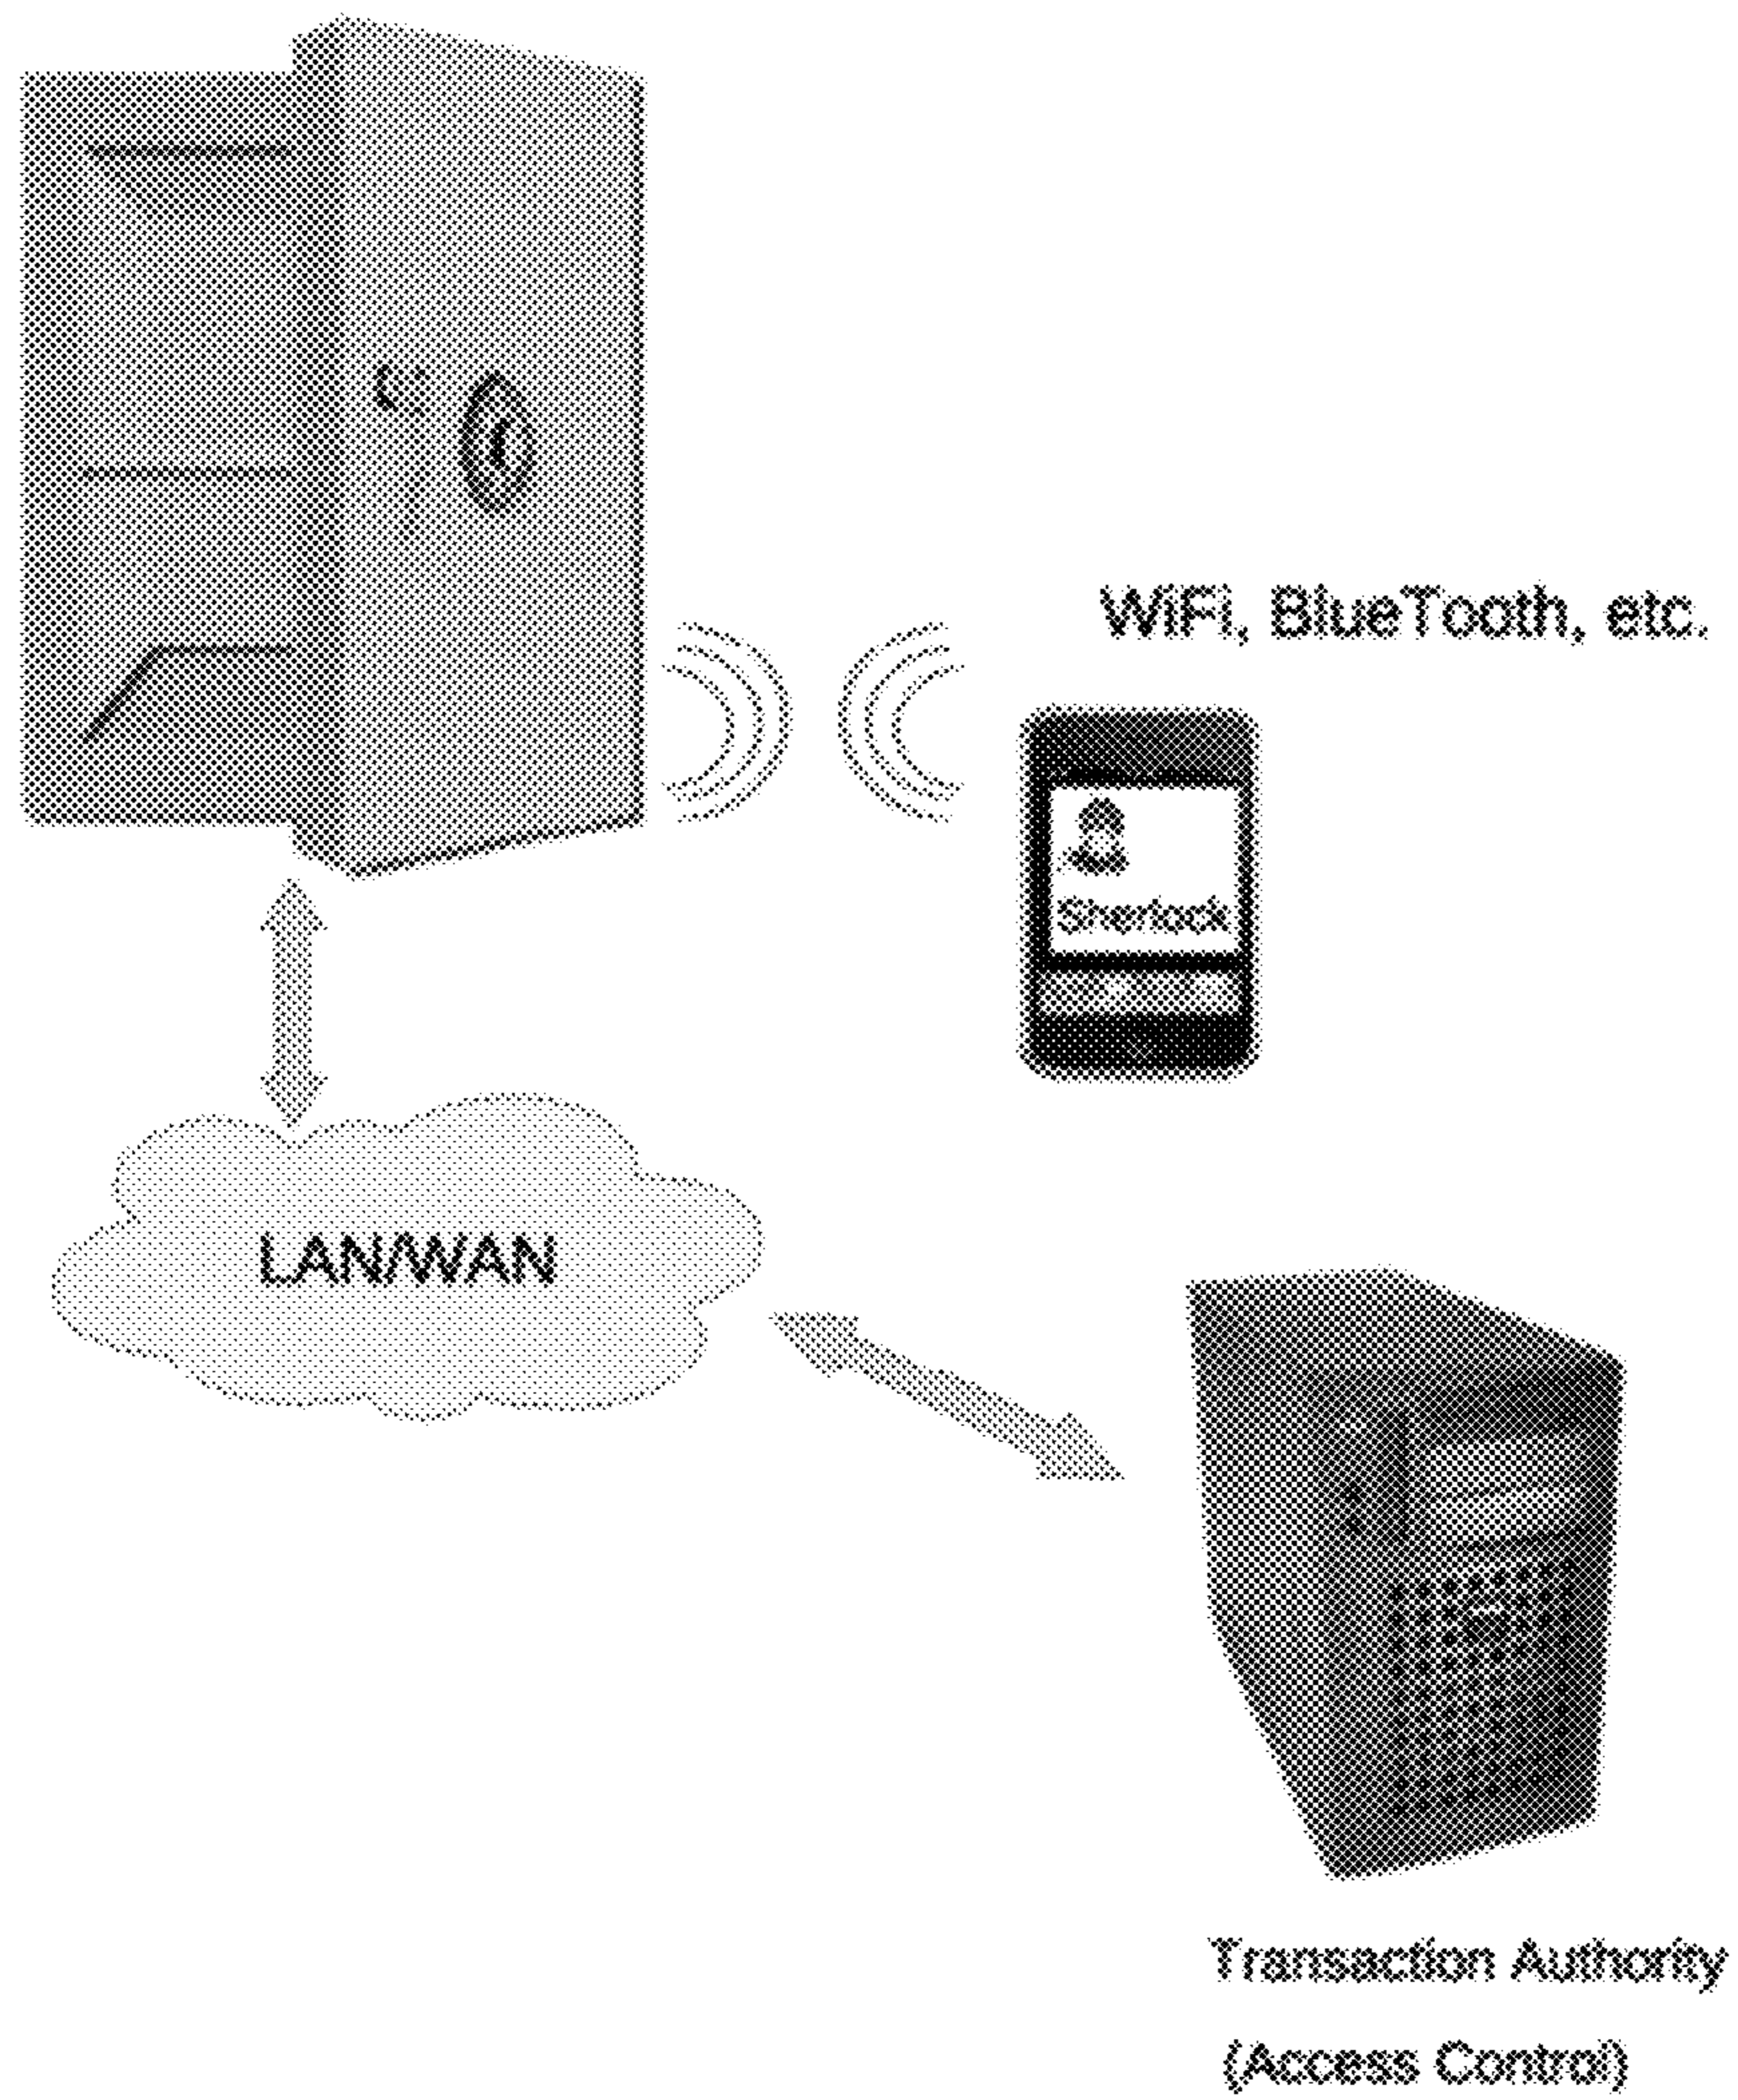 WiFi, BlueTooth, etc.
Sherlock
LAN/WAN
Transaction Authority
(Access Control)